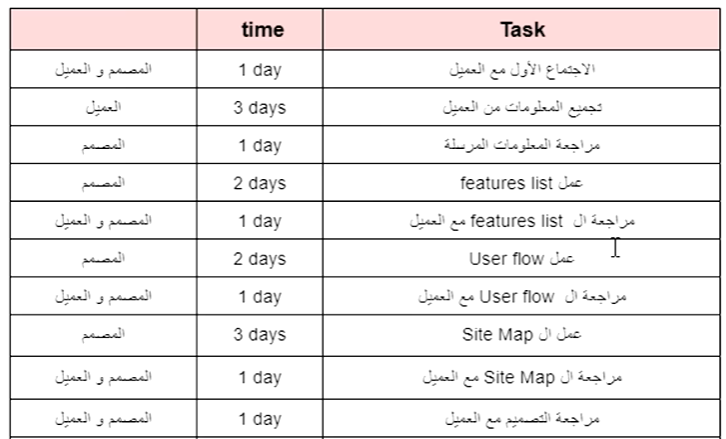 Task time
الاجتماع الأول مع العميل 1 day المصمم و العميل
تجميع المعلومات من العميل 3 days العميل
مراجعة المعلومات المرسلة 1 day المصمم
عمل features list 2 days المصمم
مراجعة ال features list مع العميل 1 day المصمم و العميل
عمل User flow 2 days المصمم
مراجعة ال User flow مع العميل 1 day المصمم و العميل
عمل ال Site Map 3 days المصمم
مراجعة ال Site Map مع العميل 1 day المصمم و العميل
مراجعة التصميم مع العميل 1 day المصمم و العميل